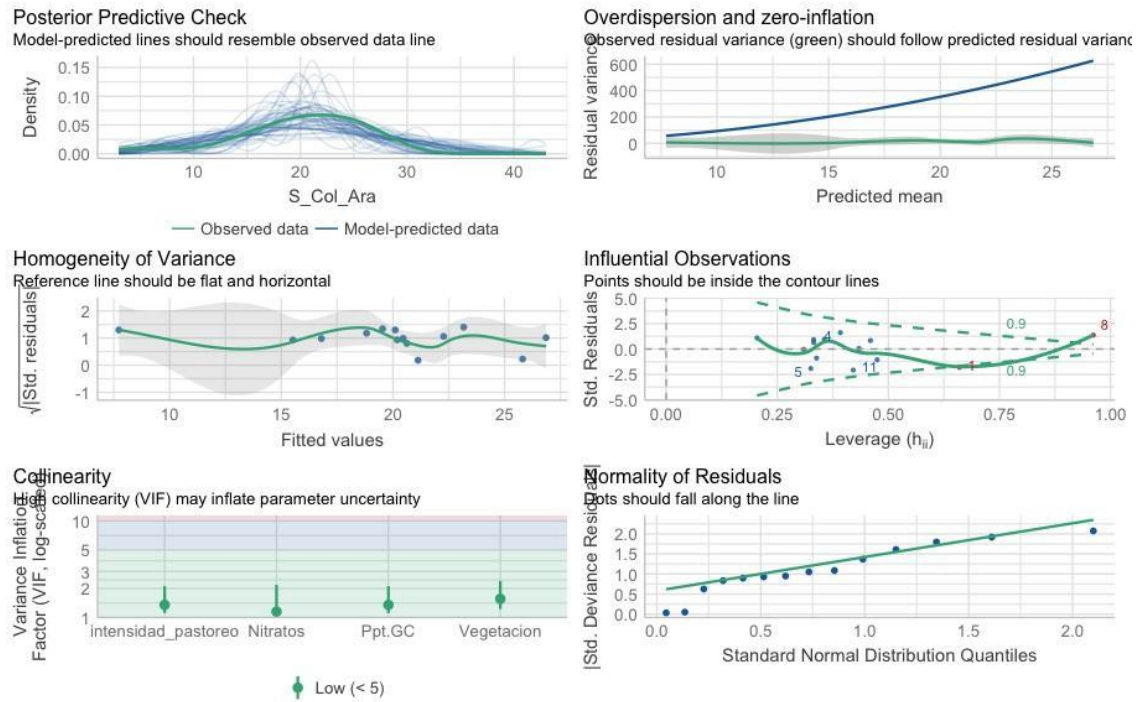 Posterior Predictive Check
Model-predicted lines should resemble observed data line
Density
0.15
0.10
0.05
0.00
10
20
30
40
S_Col_Ara
Observed data
Model-predicted data
Overdispersion and zero-inflation
Observed residual variance (green) should follow predicted residual varianc
Residual variance
600
400
200
0
10
15
20
25
Predicted mean
Homogeneity of Variance
Reference line should be flat and horizontal
√|Std. residuals|
2
1
0
-1
10
15
20
25
Fitted values
Influential Observations
Points should be inside the contour lines
Std. Residuals
5.0
2.5
0.0
-2.5
-5.0
0.9
8
4
5
11
1
0.9
0.00
0.25
0.50
0.75
1.00
Leverage (hii)
Collinearity
High collinearity (VIF) may inflate parameter uncertainty
Variance Inflation
Factor (VIF, log-scaled)
10
5
3
2
1
intensidad_pastoreo
Nitratos
Ppt.GC
Vegetacion
Low (< 5)
Normality of Residuals
Dots should fall along the line
|Std. Deviance Residuals|
2.0
1.5
1.0
0.5
0.0
0.0
0.5
1.0
1.5
2.0
Standard Normal Distribution Quantiles